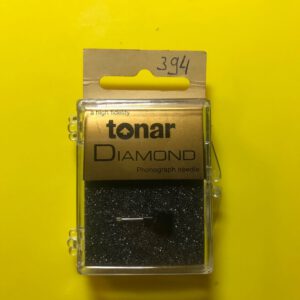 394
a high fidelity
tonar
DIAMOND
Phonograph needle